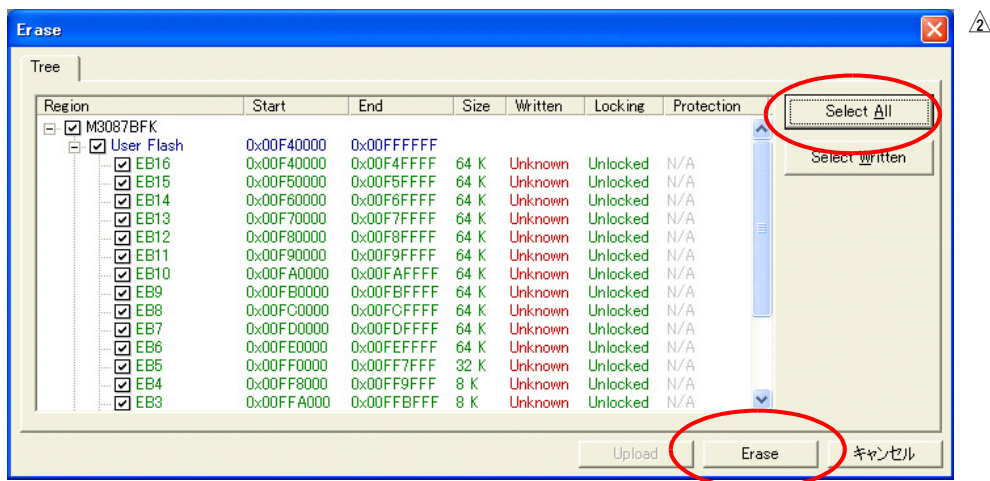 Erase
2
Tree
Region Start End Size Written Locking Protection
Select All
M3087BFK
User Flash 0x00F40000 0x00FFFFFF
Select Written
EB16 0x00F40000 0x00F4FFFF 64 K Unknown Unlocked N/A
EB15 0x00F50000 0x00F5FFFF 64 K Unknown Unlocked N/A
EB14 0x00F60000 0x00F6FFFF 64 K Unknown Unlocked N/A
EB13 0x00F70000 0x00F7FFFF 64 K Unknown Unlocked N/A
EB12 0x00F80000 0x00F8FFFF 64 K Unknown Unlocked N/A
EB11 0x00F90000 0x00F9FFFF 64 K Unknown Unlocked N/A
EB10 0x00FA0000 0x00FAFFFF 64 K Unknown Unlocked N/A
EB9 0x00FB0000 0x00FBFFFF 64 K Unknown Unlocked N/A
EB8 0x00FC0000 0x00FCFFFF 64 K Unknown Unlocked N/A
EB7 0x00FD0000 0x00FDFFFF 64 K Unknown Unlocked N/A
EB6 0x00FE0000 0x00FEFFFF 64 K Unknown Unlocked N/A
EB5 0x00FF0000 0x00FF7FFF 32 K Unknown Unlocked N/A
EB4 0x00FF8000 0x00FF9FFF 8 K Unknown Unlocked N/A
EB3 0x00FFA000 0x00FFBFFF 8 K Unknown Unlocked N/A
Upload Erase キャンセル